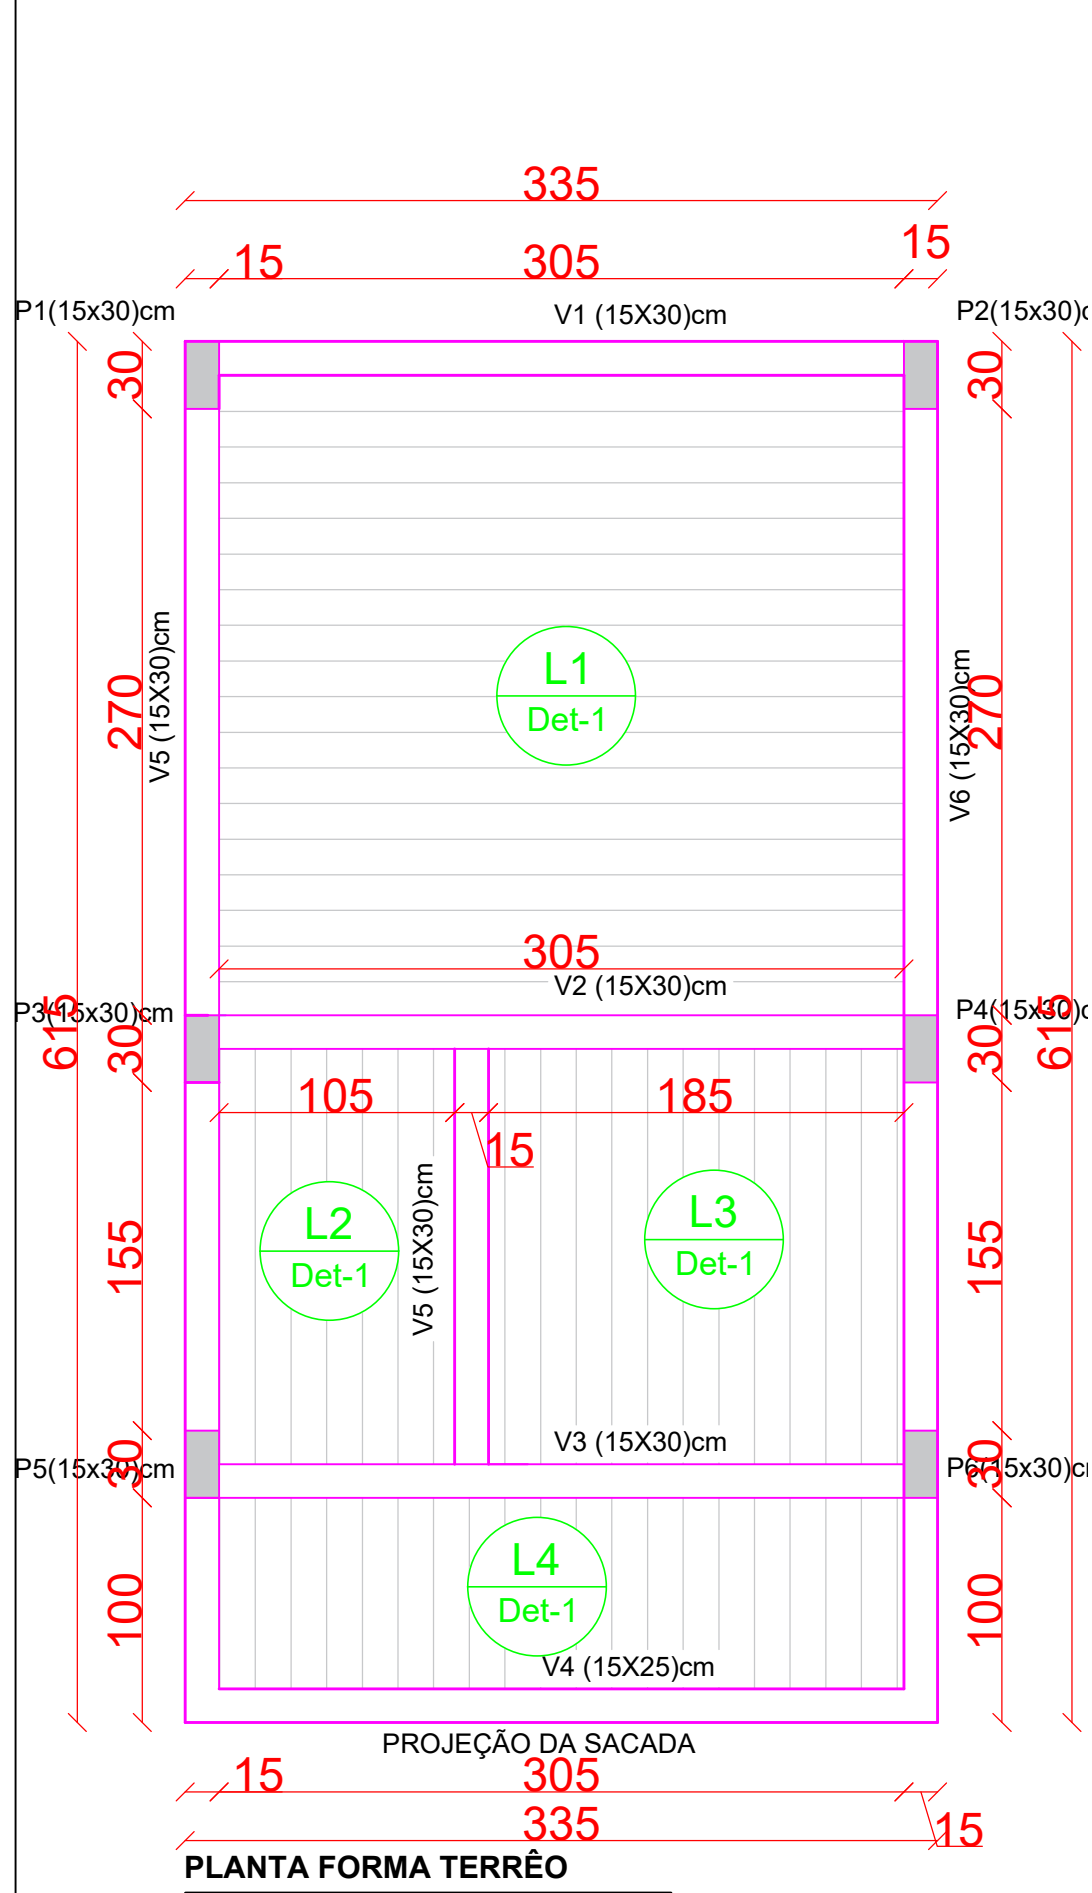 335
15 305 15
P1(15x30)cm V1 (15X30)cm P2(15x30)c
30 30
L1
Det-1
V5 (15X30)cm V6 (15X30)cm
270 270
305
V2 (15X30)cm
P3(15x30)cm P4(15x30)c
615 30 30 615
105 15 185
L2
Det-1
V5 (15X30)cm
L3
Det-1
155 155
V3 (15X30)cm
P5(15x30)cm P6(15x30)cm
30 30
L4
Det-1
100 100
V4 (15X25)cm
PROJEÇÃO DA SACADA
15 305
335 15
PLANTA FORMA TERRÊO